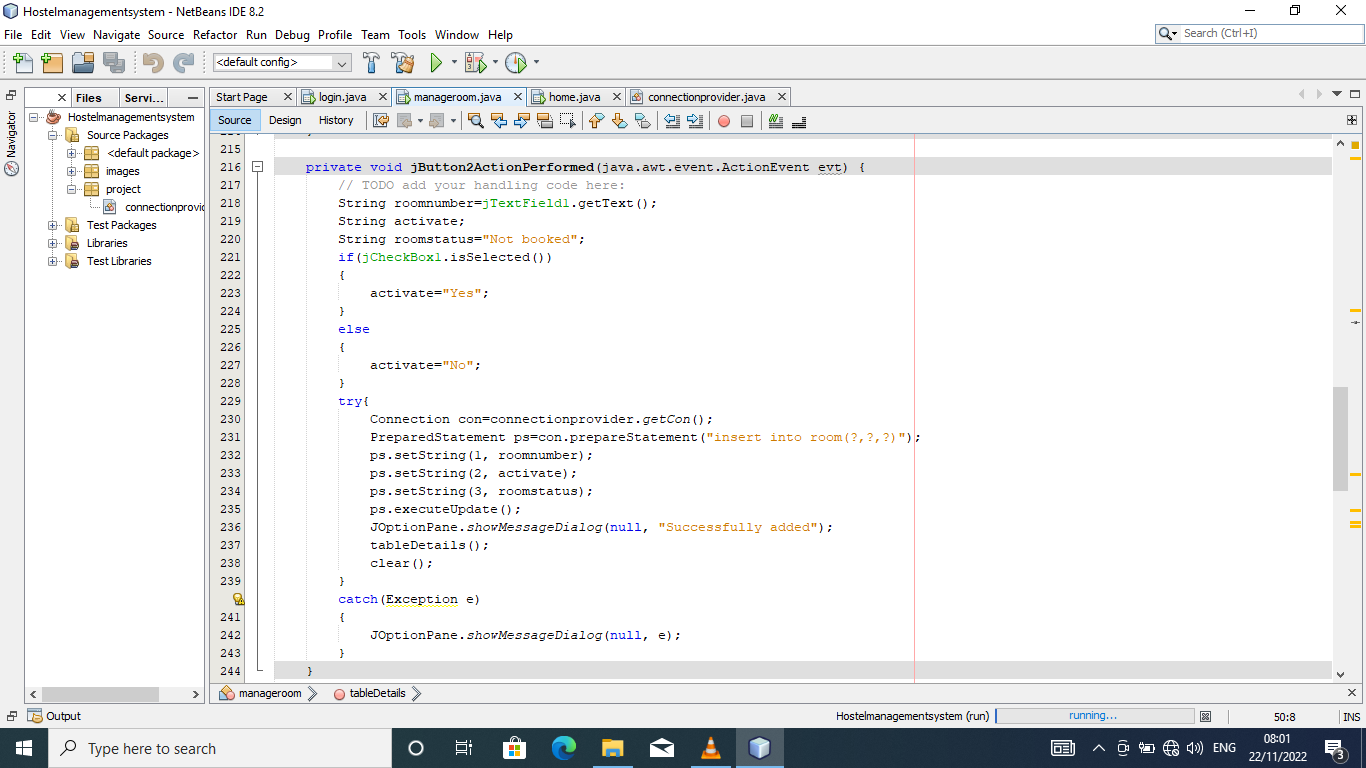 Hostelmanagementsystem - NetBeans IDE 8.2
File Edit View Navigate Source Refactor Run Debug Profile Team Tools Window Help
Search (Ctrl+I)
<default config>
Files Servi...
Start Page login.java manageroom.java home.java connectionprovider.java
Source Design History
Navigator
Hostelmanagementsystem
Source Packages
<default package>
images
project
connectionprovid
Test Packages
Libraries
Test Libraries
215
216 private void jButton2ActionPerformed(java.awt.event.ActionEvent evt) {
217 // TODO add your handling code here:
218 String roomnumber=jTextField1.getText();
219 String activate;
220 String roomstatus="Not booked";
221 if(jCheckBox1.isSelected())
222 {
223 activate="Yes";
224 }
225 else
226 {
227 activate="No";
228 }
229 try{
230 Connection con=connectionprovider.getCon();
231 PreparedStatement ps=con.prepareStatement("insert into room(?,?,?)");
232 ps.setString(1, roomnumber);
233 ps.setString(2, activate);
234 ps.setString(3, roomstatus);
235 ps.executeUpdate();
236 JOptionPane.showMessageDialog(null, "Successfully added");
237 tableDetails();
238 clear();
239 }
catch(Exception e)
241 {
242 JOptionPane.showMessageDialog(null, e);
243 }
244 }
manageroom tableDetails
Output
Hostelmanagementsystem (run) running... 50:8 INS
Type here to search
ENG
08:01
22/11/2022
3